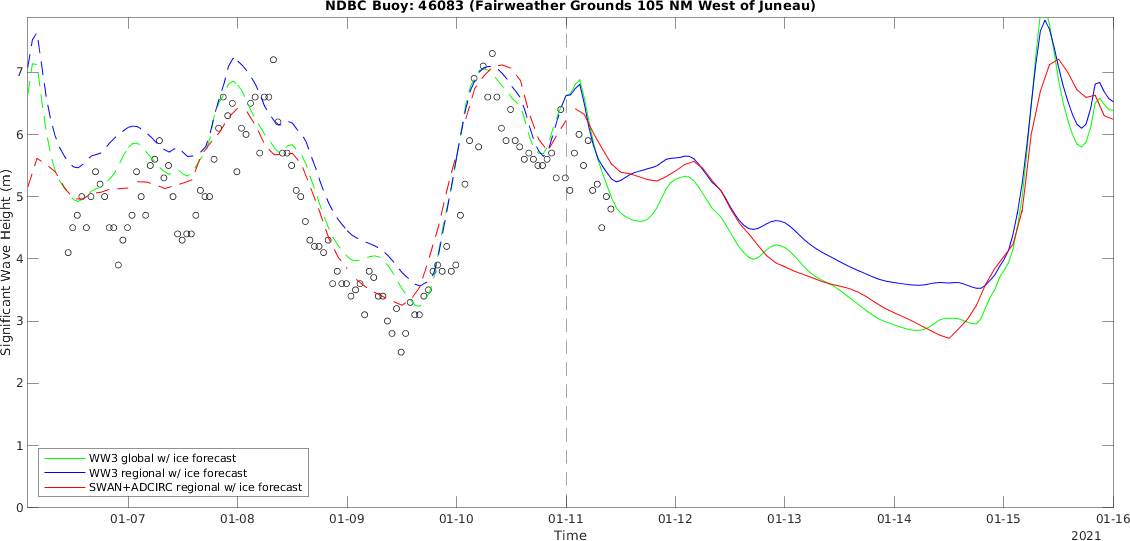 NDBC Buoy: 46083 (Fairweather Grounds 105 NM West of Juneau)
Significant Wave Height (m)
7
6
5
4
3
2
1
0
WW3 global w/ ice forecast
WW3 regional w/ ice forecast
SWAN+ADCIRC regional w/ ice forecast
01-07 01-08 01-09 01-10 01-11 01-12 01-13 01-14 01-15 01-16
Time
2021